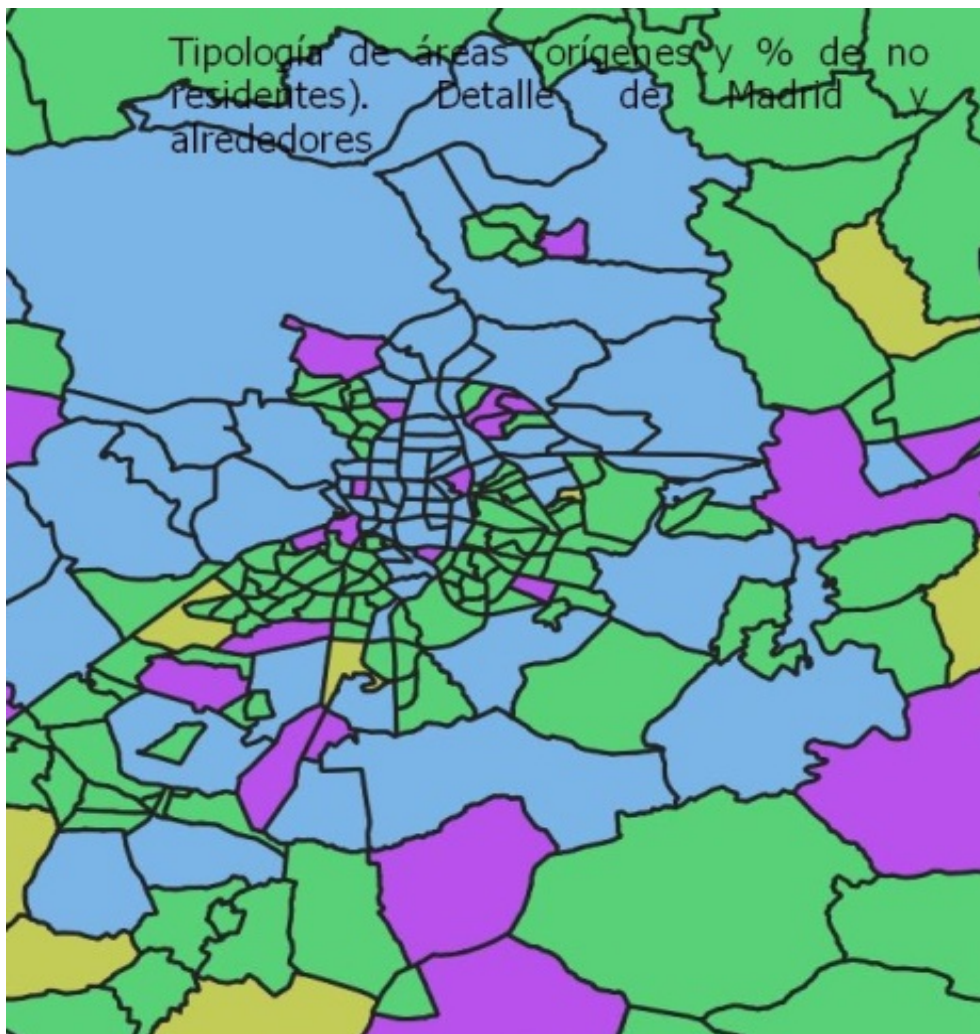 Tipología de áreas (orígenes y % de no
residentes). Detalle de Madrid y
alrededores